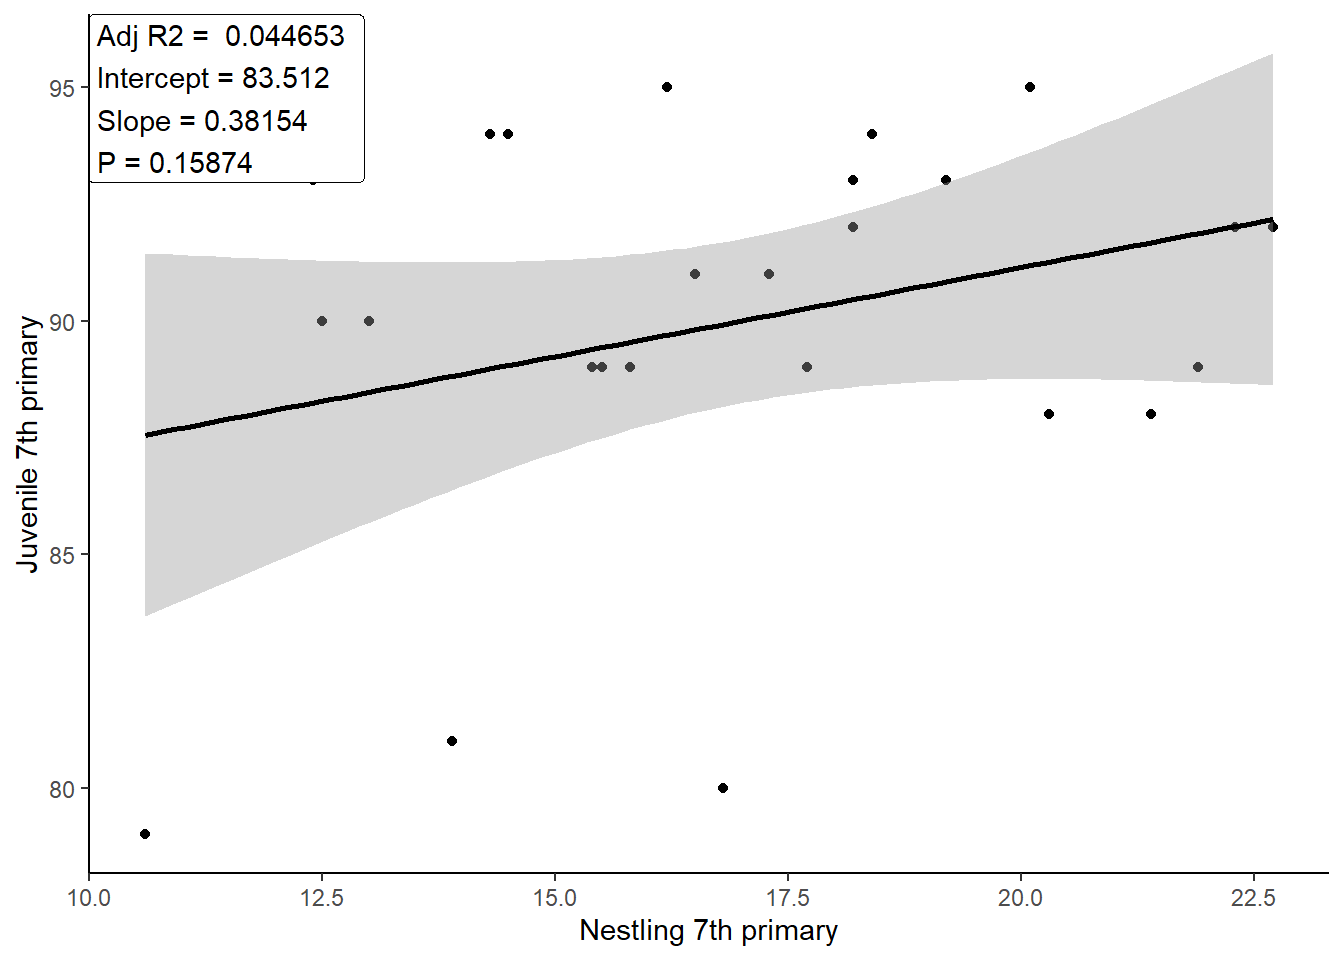 Adj R2 =  0.044653
Intercept = 83.512
Slope = 0.38154
P = 0.15874
95
90
85
80
Juvenile 7th primary
10.0 12.5 15.0 17.5 20.0 22.5
Nestling 7th primary